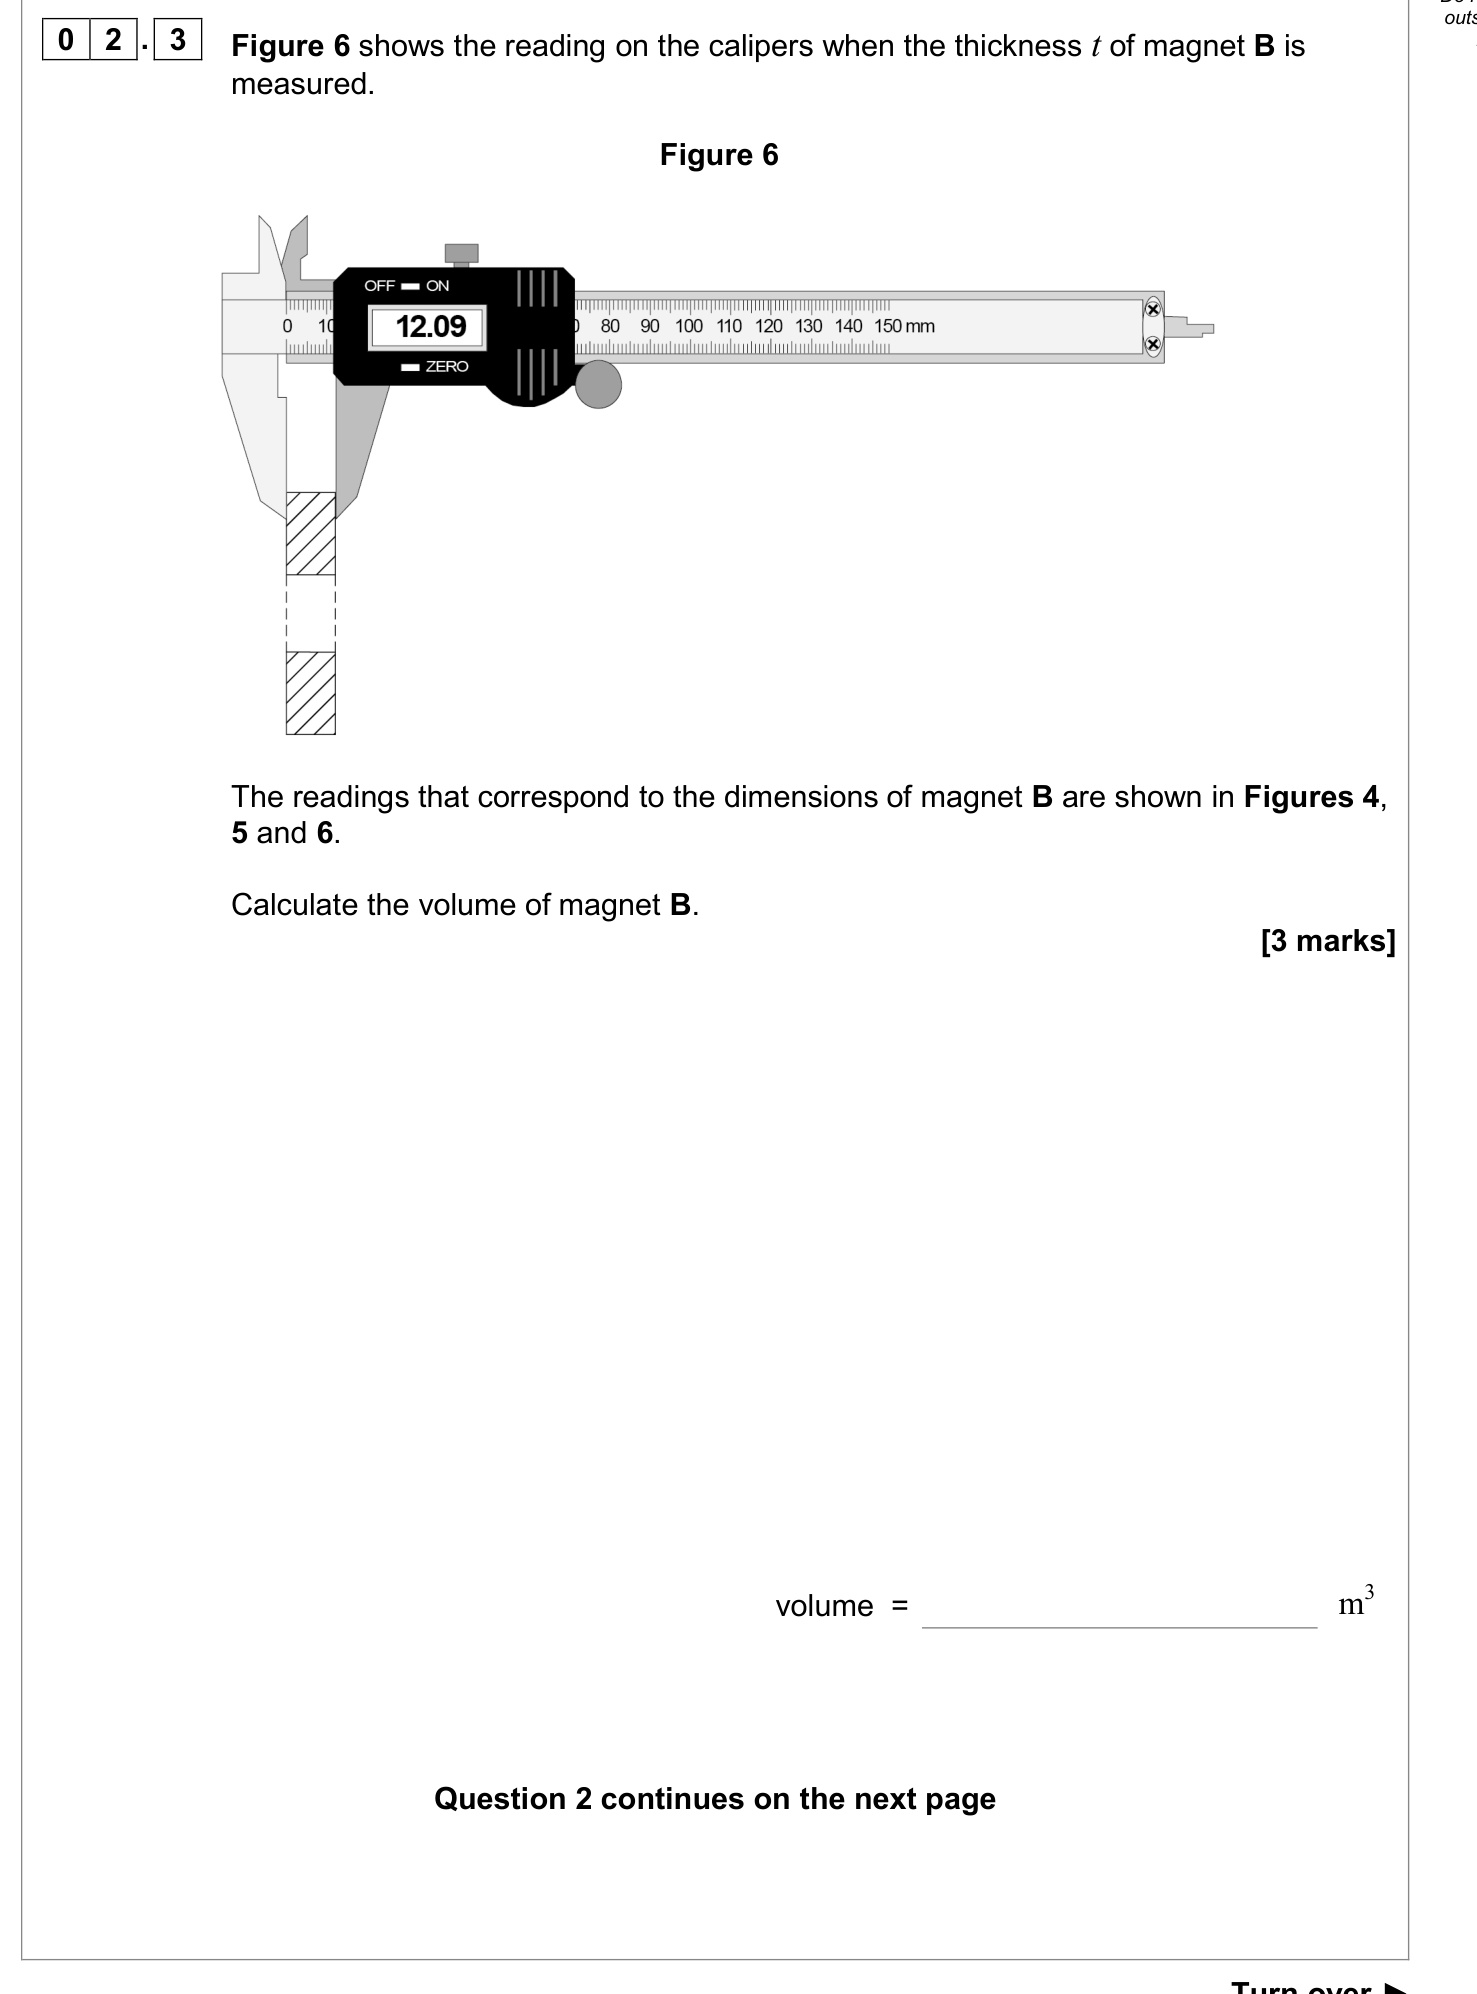 outs
0 2 . 3 Figure 6 shows the reading on the calipers when the thickness t of magnet B is
measured.
Figure 6
OFF ON
12.09
0 10 80 90 100 110 120 130 140 150 mm
ZERO
The readings that correspond to the dimensions of magnet B are shown in Figures 4,
5 and 6.
Calculate the volume of magnet B.
[3 marks]
volume = m³
Question 2 continues on the next page
Turn over ►